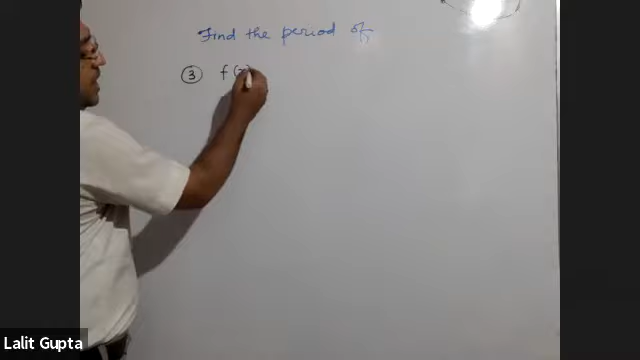 Find the period of
③ f(x)
Lalit Gupta